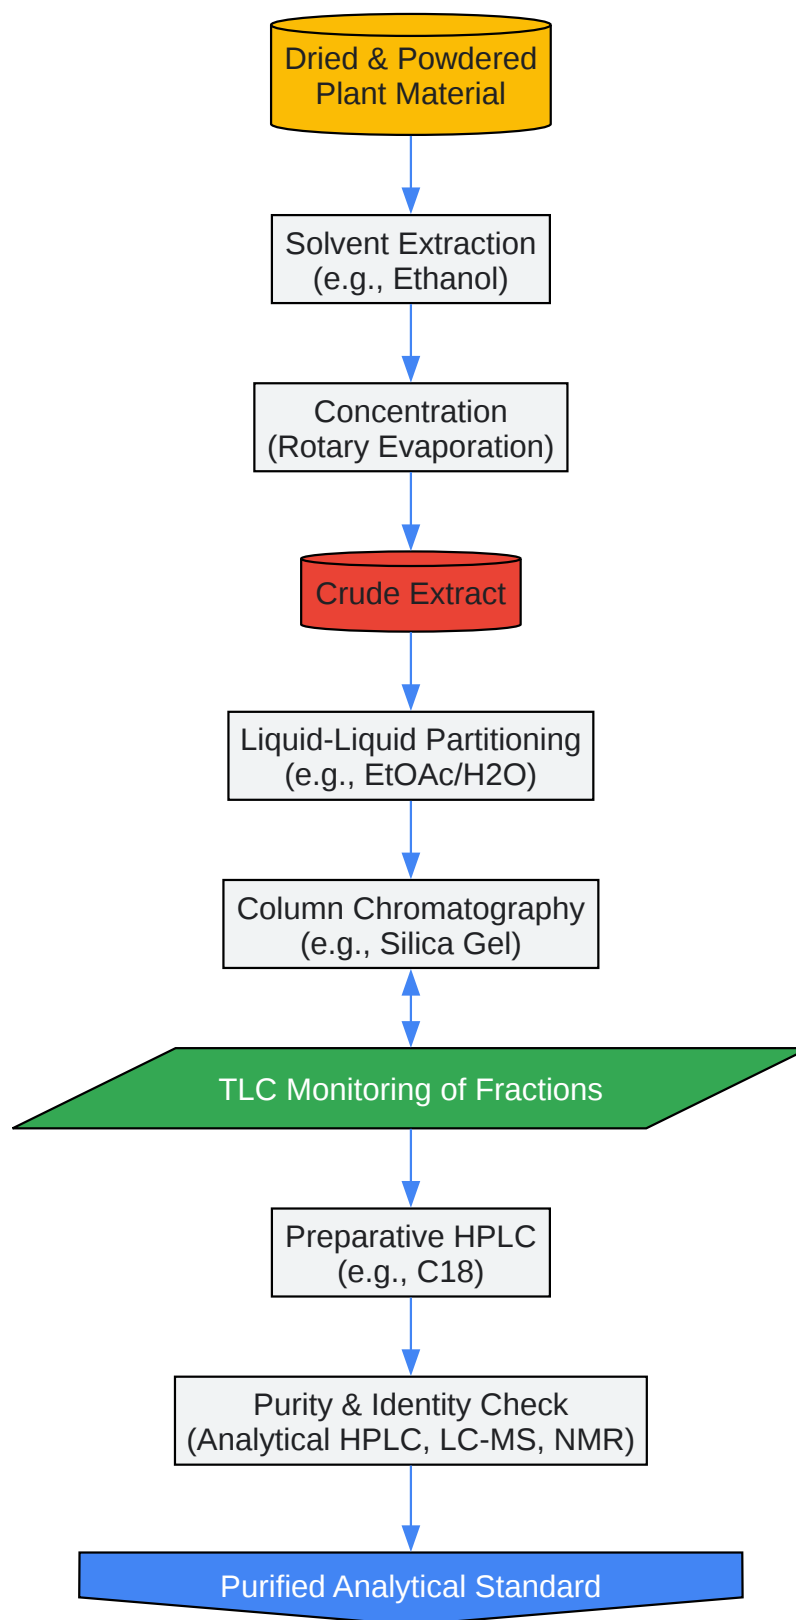 Dried & Powdered
Plant Material
Solvent Extraction
(e.g., Ethanol)
Concentration
(Rotary Evaporation)
Crude Extract
Liquid-Liquid Partitioning
(e.g., EtOAc/H2O)
Column Chromatography
(e.g., Silica Gel)
TLC Monitoring of Fractions
Preparative HPLC
(e.g., C18)
Purity & Identity Check
(Analytical HPLC, LC-MS, NMR)
Purified Analytical Standard